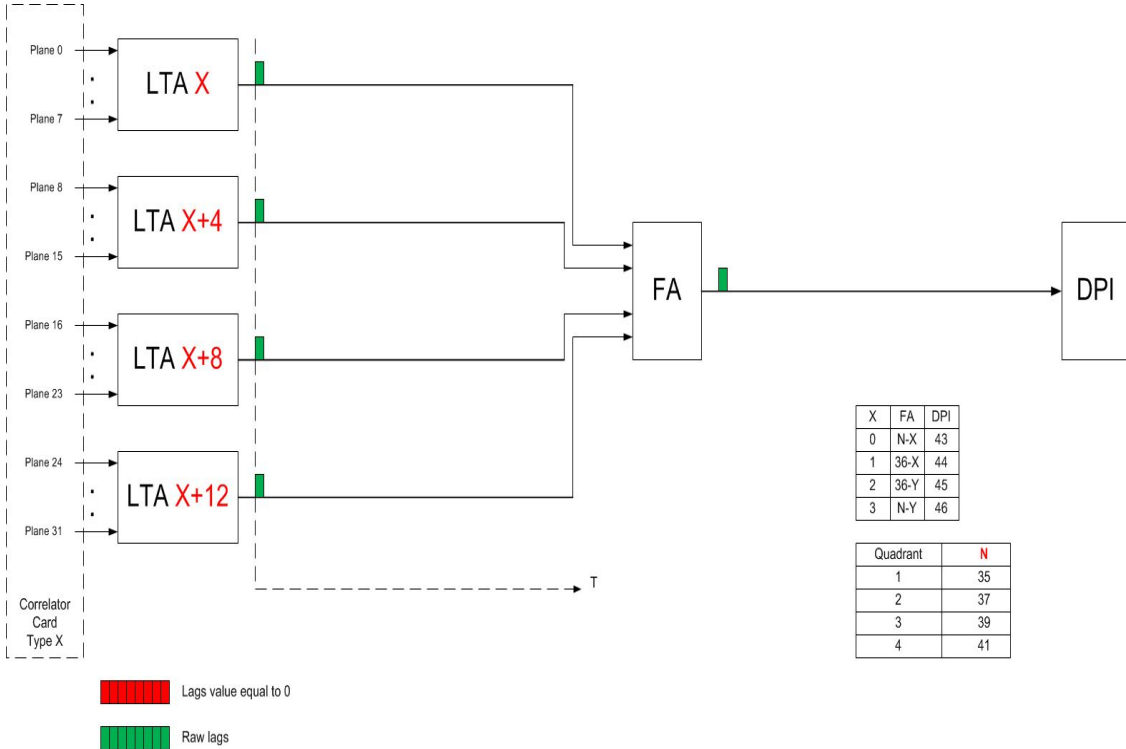 Plane 0
LTA X
Plane 7
Plane 8
LTA X+4
Plane 15
FA
DPI
Plane 16
LTA X+8
Plane 23
Plane 24
LTA X+12
Plane 31
T
Correlator
Card
Type X
X FA DPI
0 N-X 43
1 36-X 44
2 36-Y 45
3 N-Y 46
Quadrant N
1 35
2 37
3 39
4 41
Lags value equal to 0
Raw lags